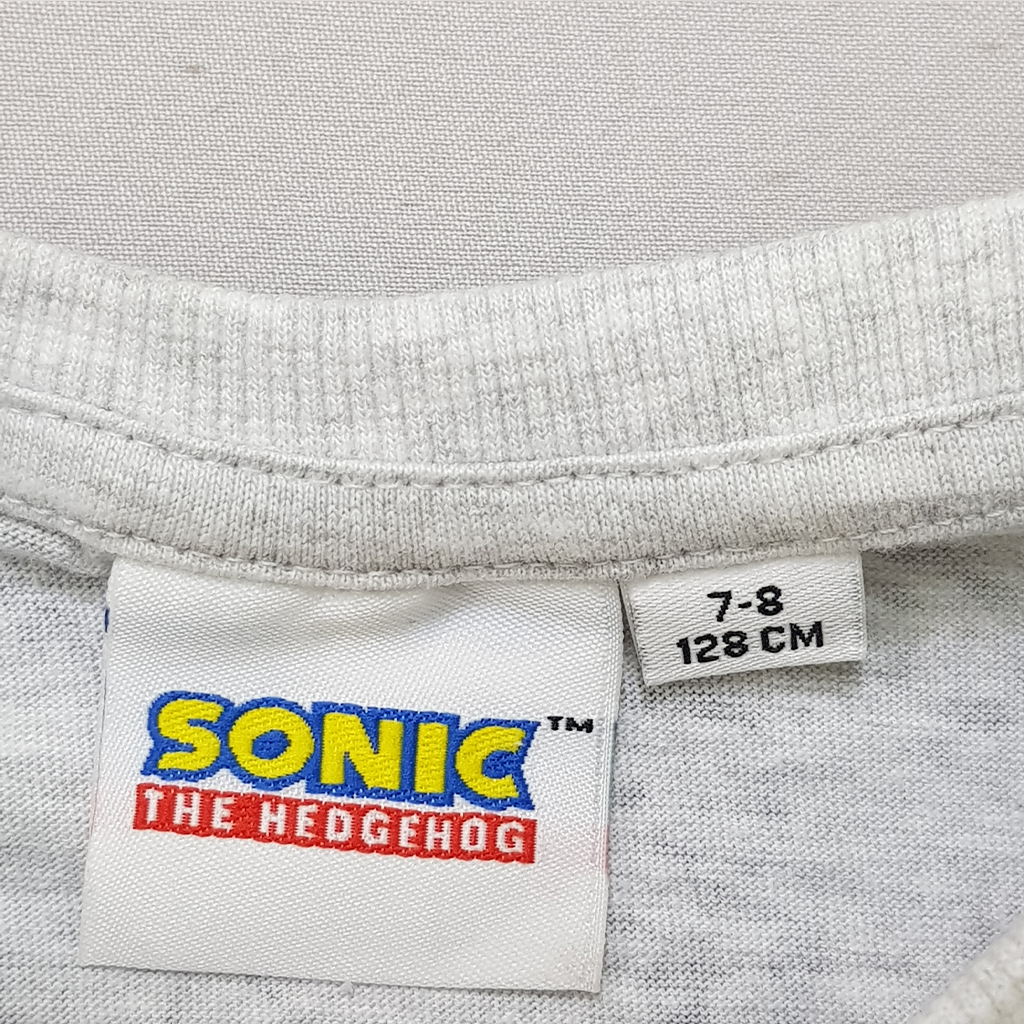 SONIC™
THE HEDGEHOG
7-8
128 CM